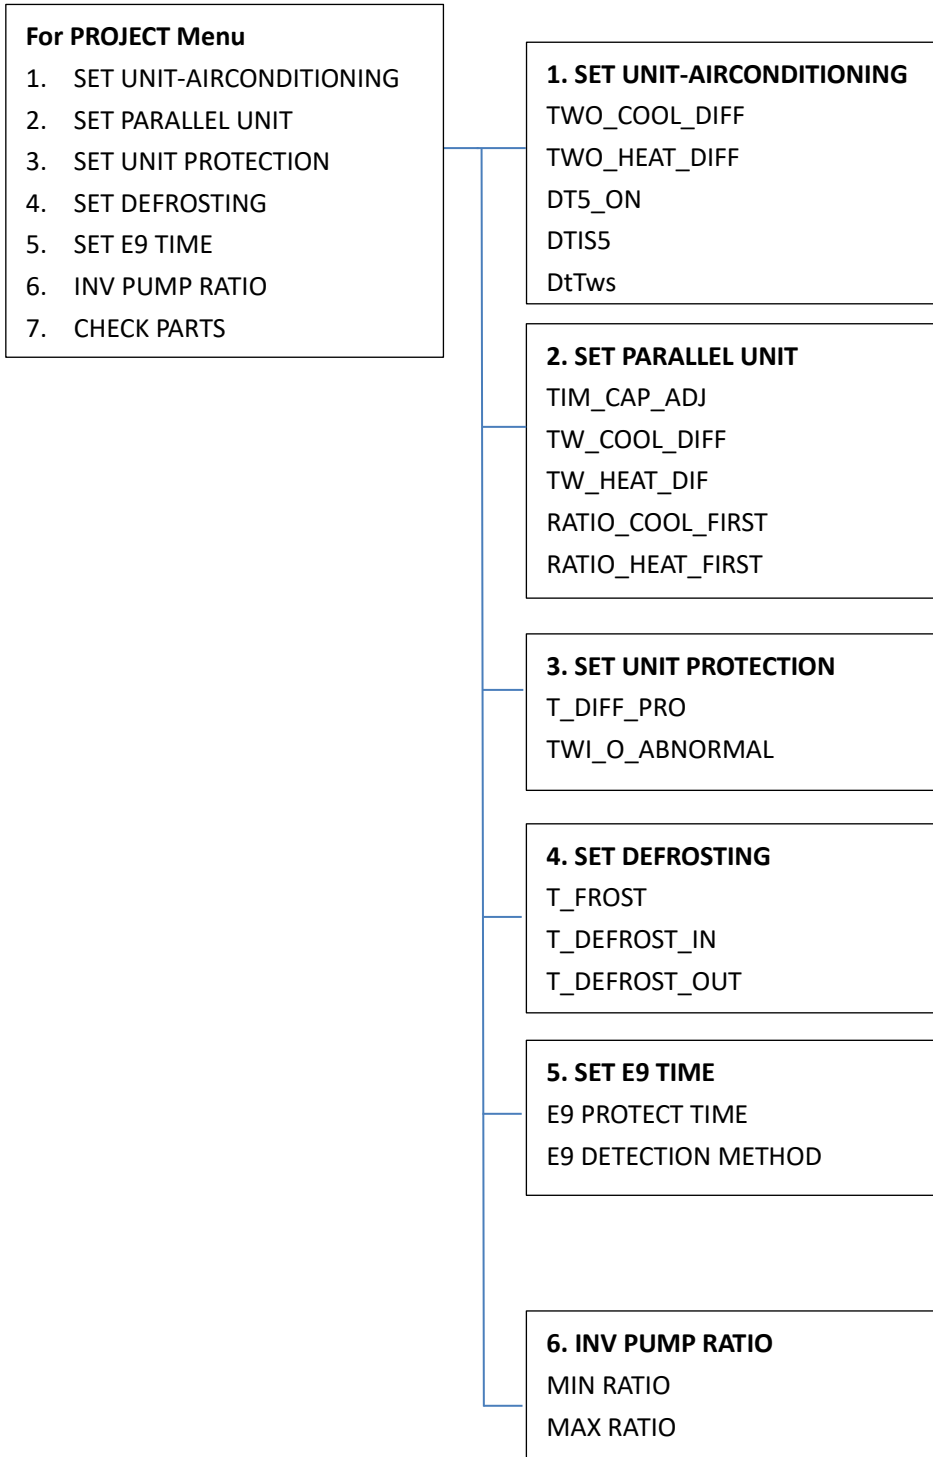 For PROJECT Menu
1. SET UNIT-AIRCONDITIONING
2. SET PARALLEL UNIT
3. SET UNIT PROTECTION
4. SET DEFROSTING
5. SET E9 TIME
6. INV PUMP RATIO
7. CHECK PARTS
1. SET UNIT-AIRCONDITIONING
TWO_COOL_DIFF
TWO_HEAT_DIFF
DT5_ON
DTIS5
DtTws
2. SET PARALLEL UNIT
TIM_CAP_ADJ
TW_COOL_DIFF
TW_HEAT_DIF
RATIO_COOL_FIRST
RATIO_HEAT_FIRST
3. SET UNIT PROTECTION
T_DIFF_PRO
TWI_O_ABNORMAL
4. SET DEFROSTING
T_FROST
T_DEFROST_IN
T_DEFROST_OUT
5. SET E9 TIME
E9 PROTECT TIME
E9 DETECTION METHOD
6. INV PUMP RATIO
MIN RATIO
MAX RATIO